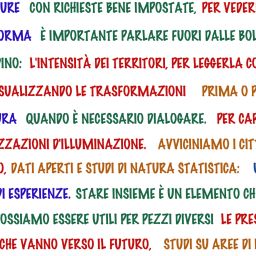 URE CON RICHIESTE BENE IMPOSTATE, PER VEDER
ORMA È IMPORTANTE PARLARE FUORI DALLE BOL
PINO: L'INTENSITÀ DEI TERRITORI, PER LEGGERLA CO
SUALIZZANDO LE TRASFORMAZIONI PRIMA O P
URA QUANDO È NECESSARIO DIALOGARE. PER CAP
ZZAZIONI D'ILLUMINAZIONE. AVVICINIAMO I CIT
O, DATI APERTI E STUDI DI NATURA STATISTICA:
DI ESPERIENZE. STARE INSIEME È UN ELEMENTO CH
OSSIAMO ESSERE UTILI PER PEZZI DIVERSI LE PRES
CHE VANNO VERSO IL FUTURO, STUDI SU AREE DI